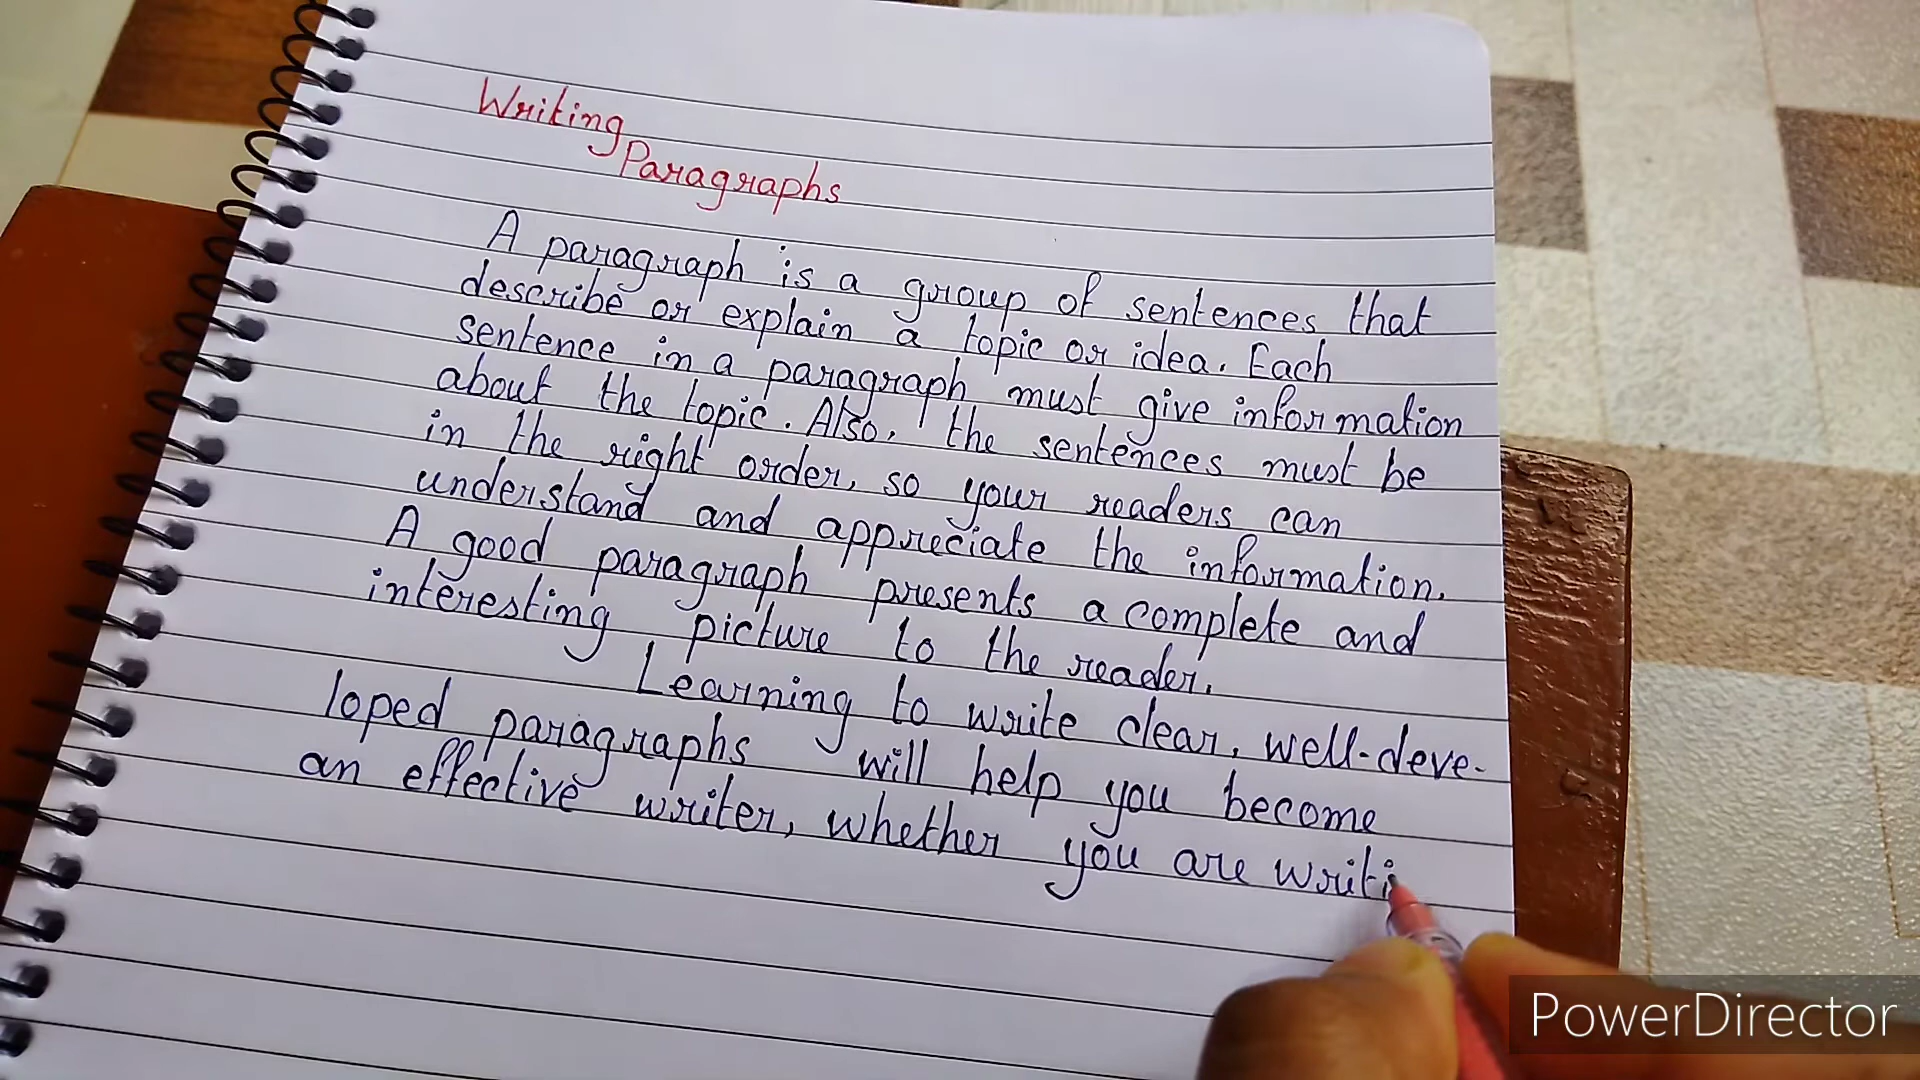 Writing
Paragraphs
A paragraph is a group of sentences that
describe or explain a topic or idea. Each
sentence in a paragraph must give information
about the topic. Also, the sentences must be
in the right order, so your readers can
understand and appreciate the information.
A good paragraph presents a complete and
interesting picture to the reader.
Learning to write clear, well-deve-
loped paragraphs will help you become
an effective writer, whether you are writi
PowerDirector